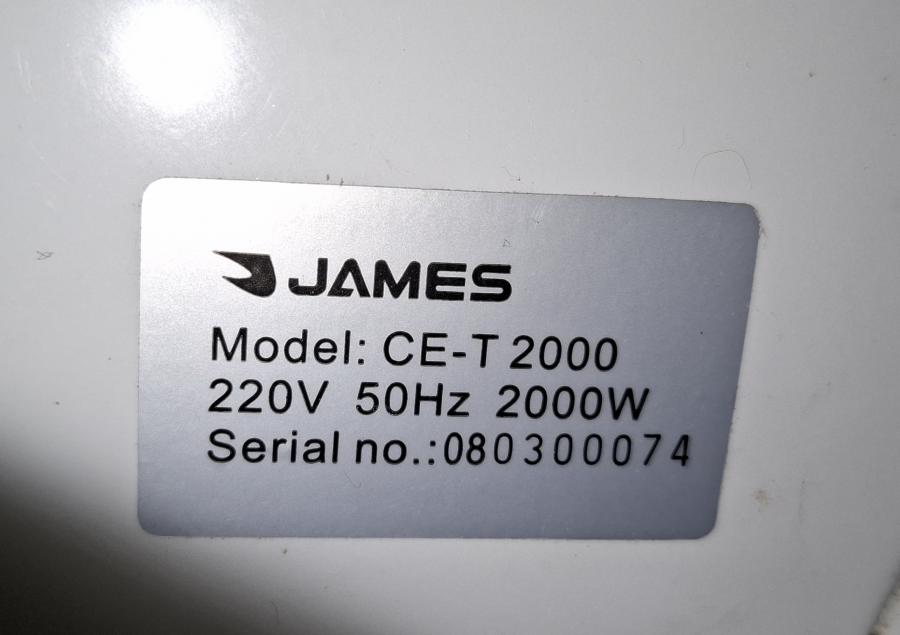 JAMES
Model: CE-T 2000
220V 50Hz 2000W
Serial no.:080300074